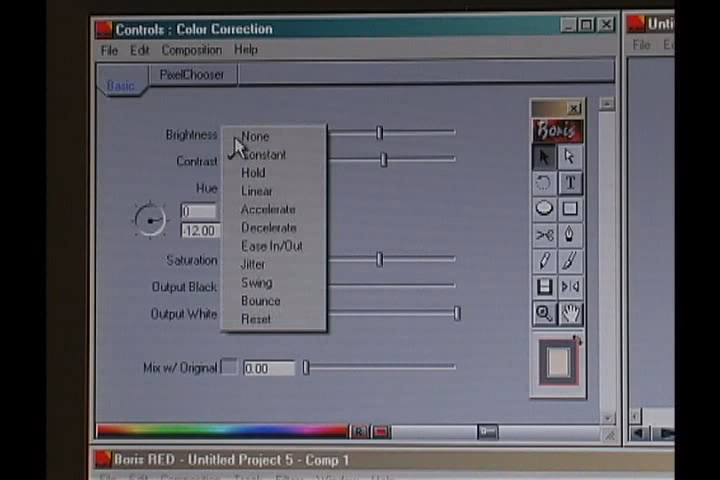 Controls : Color Correction
File Edit Composition Help
Basic
PixelChooser
Brightness
Contrast
Hue
0
-12.00
Saturation
Output Black
Output White
Mix w/ Original
0.00
None
Constant
Hold
Linear
Accelerate
Decelerate
Ease In/Out
Jitter
Swing
Bounce
Reset
Boris
T
R
Unti
File
Boris RED - Untitled Project 5 - Comp 1